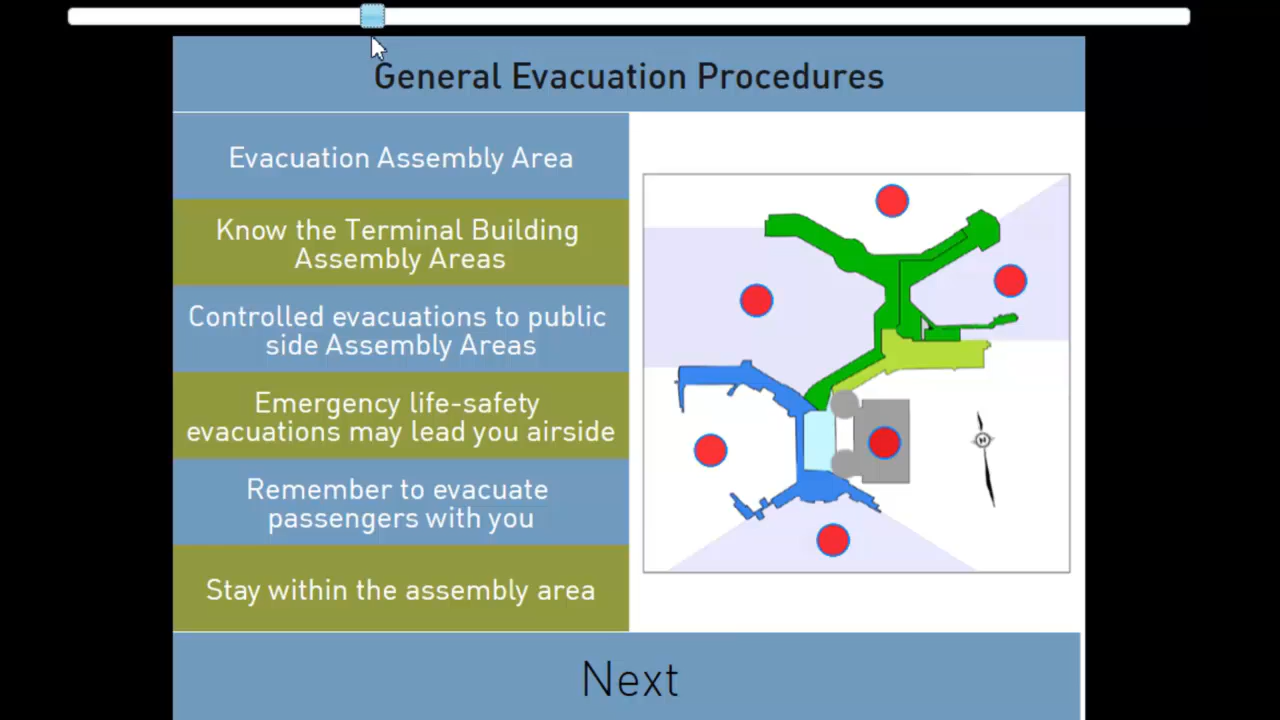 General Evacuation Procedures
Evacuation Assembly Area
Know the Terminal Building
Assembly Areas
Controlled evacuations to public
side Assembly Areas
Emergency life-safety
evacuations may lead you airside
Remember to evacuate
passengers with you
Stay within the assembly area
N
Next